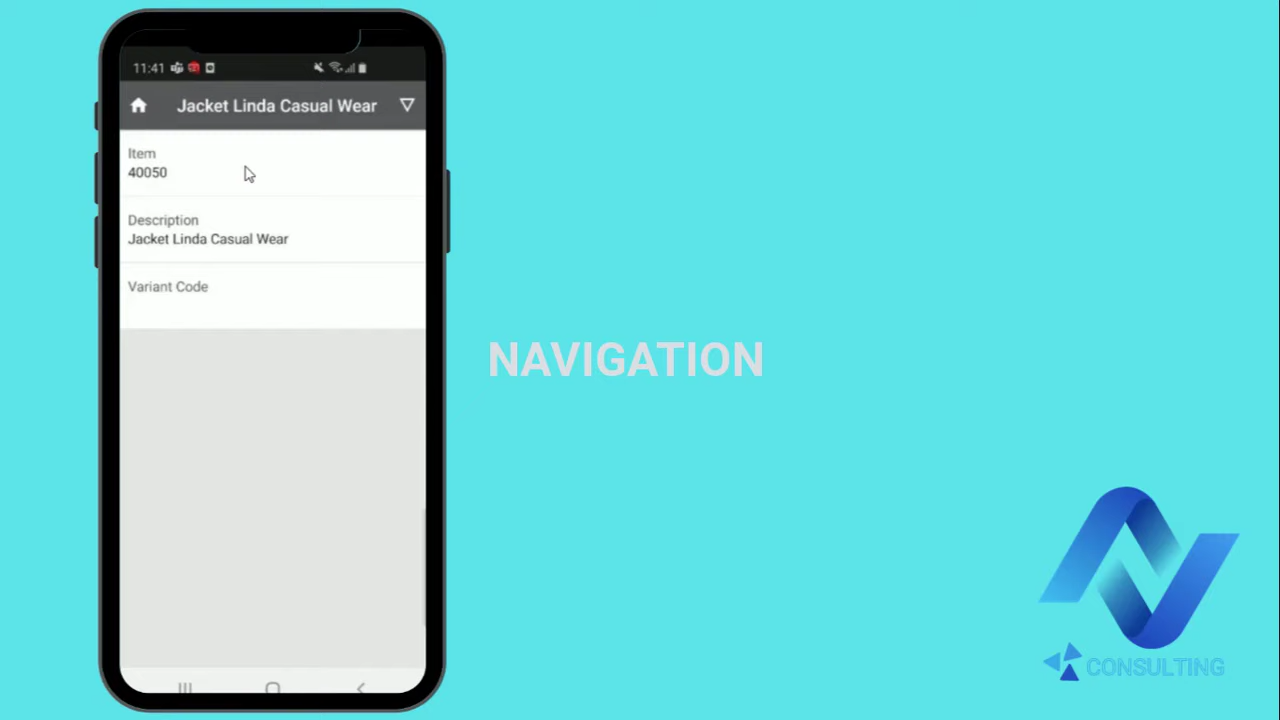 11:41
Jacket Linda Casual Wear
Item
40050
Description
Jacket Linda Casual Wear
Variant Code
NAVIGATION
CONSULTING